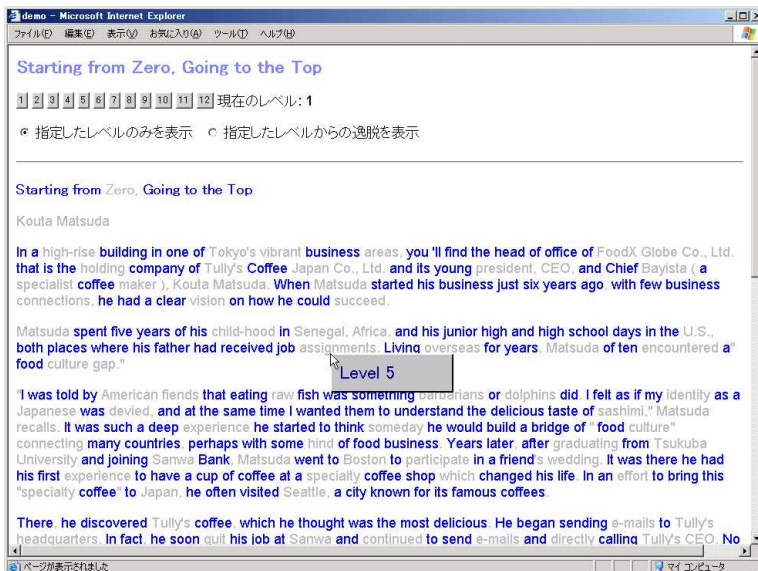 demo - Microsoft Internet Explorer
ファイル(F) 編集(E) 表示(V) お気に入り(A) ツール(T) ヘルプ(H)
Starting from Zero, Going to the Top
1 2 3 4 5 6 7 8 9 10 11 12 現在のレベル: 1
指定したレベルのみを表示 指定したレベルからの逸脱を表示
Starting from Zero, Going to the Top
Kouta Matsuda
In a high-rise building in one of Tokyo's vibrant business areas, you 'll find the head of office of FoodX Globe Co., Ltd.
that is the holding company of Tully's Coffee Japan Co., Ltd. and its young president, CEO, and Chief Bayista ( a
specialist coffee maker ), Kouta Matsuda. When Matsuda started his business just six years ago, with few business
connections, he had a clear vision on how he could succeed.
Matsuda spent five years of his child-hood in Senegal, Africa, and his junior high and high school days in the U.S.,
both places where his father had received job assignments. Living overseas for years, Matsuda of ten encountered a"
food culture gap."
Level 5
"I was told by American fiends that eating raw fish was something barbarians or dolphins did. I felt as if my identity as a
Japanese was devied, and at the same time I wanted them to understand the delicious taste of sashimi," Matsuda
recalls. It was such a deep experience he started to think someday he would build a bridge of " food culture"
connecting many countries, perhaps with some hind of food business. Years later, after graduating from Tsukuba
University and joining Sanwa Bank, Matsuda went to Boston to participate in a friend's wedding. It was there he had
his first experience to have a cup of coffee at a specialty coffee shop which changed his life. In an effort to bring this
"specialty coffee" to Japan, he often visited Seattle, a city known for its famous coffees.
There, he discovered Tully's coffee, which he thought was the most delicious. He began sending e-mails to Tully's
headquarters. In fact, he soon quit his job at Sanwa and continued to send e-mails and directly calling Tully's CEO. No
ページが表示されました マイ コンピュータ